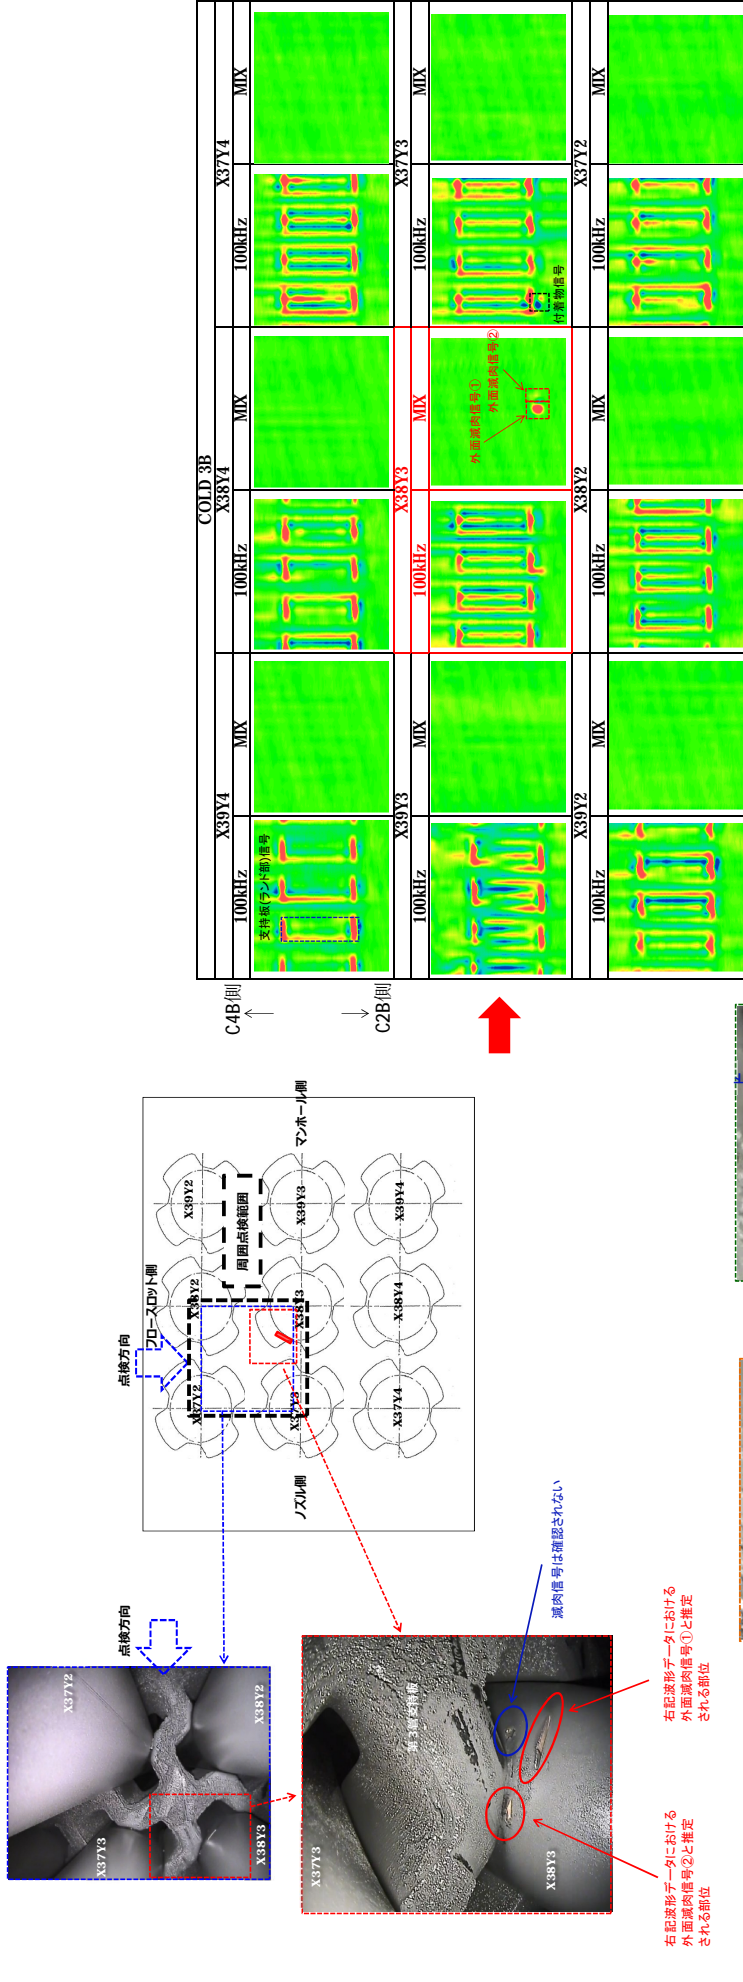 X37Y3
X37Y2
X38Y3
X38Y2
点検方向
X37Y3
第3管支持板
X38Y3
減肉信号は確認されない
右記波形データにおける
外面減肉信号②と推定
される部位
右記波形データにおける
外面減肉信号①と推定
される部位
点検方向
フロースロット側
X37Y2
X38Y2
X39Y2
周囲点検範囲
ノズル側
X37Y3
X38Y3
X39Y3
マンホール側
X37Y4
X38Y4
X39Y4
C4B側
C2B側
COLD 3B
X39Y4
X38Y4
X37Y4
100kHz
MIX
100kHz
MIX
100kHz
MIX
支持板(ランド部)信号
X39Y3
X38Y3
X37Y3
100kHz
MIX
100kHz
MIX
100kHz
MIX
外面減肉信号①
外面減肉信号②
付着物信号
X39Y2
X38Y2
X37Y2
100kHz
MIX
100kHz
MIX
100kHz
MIX